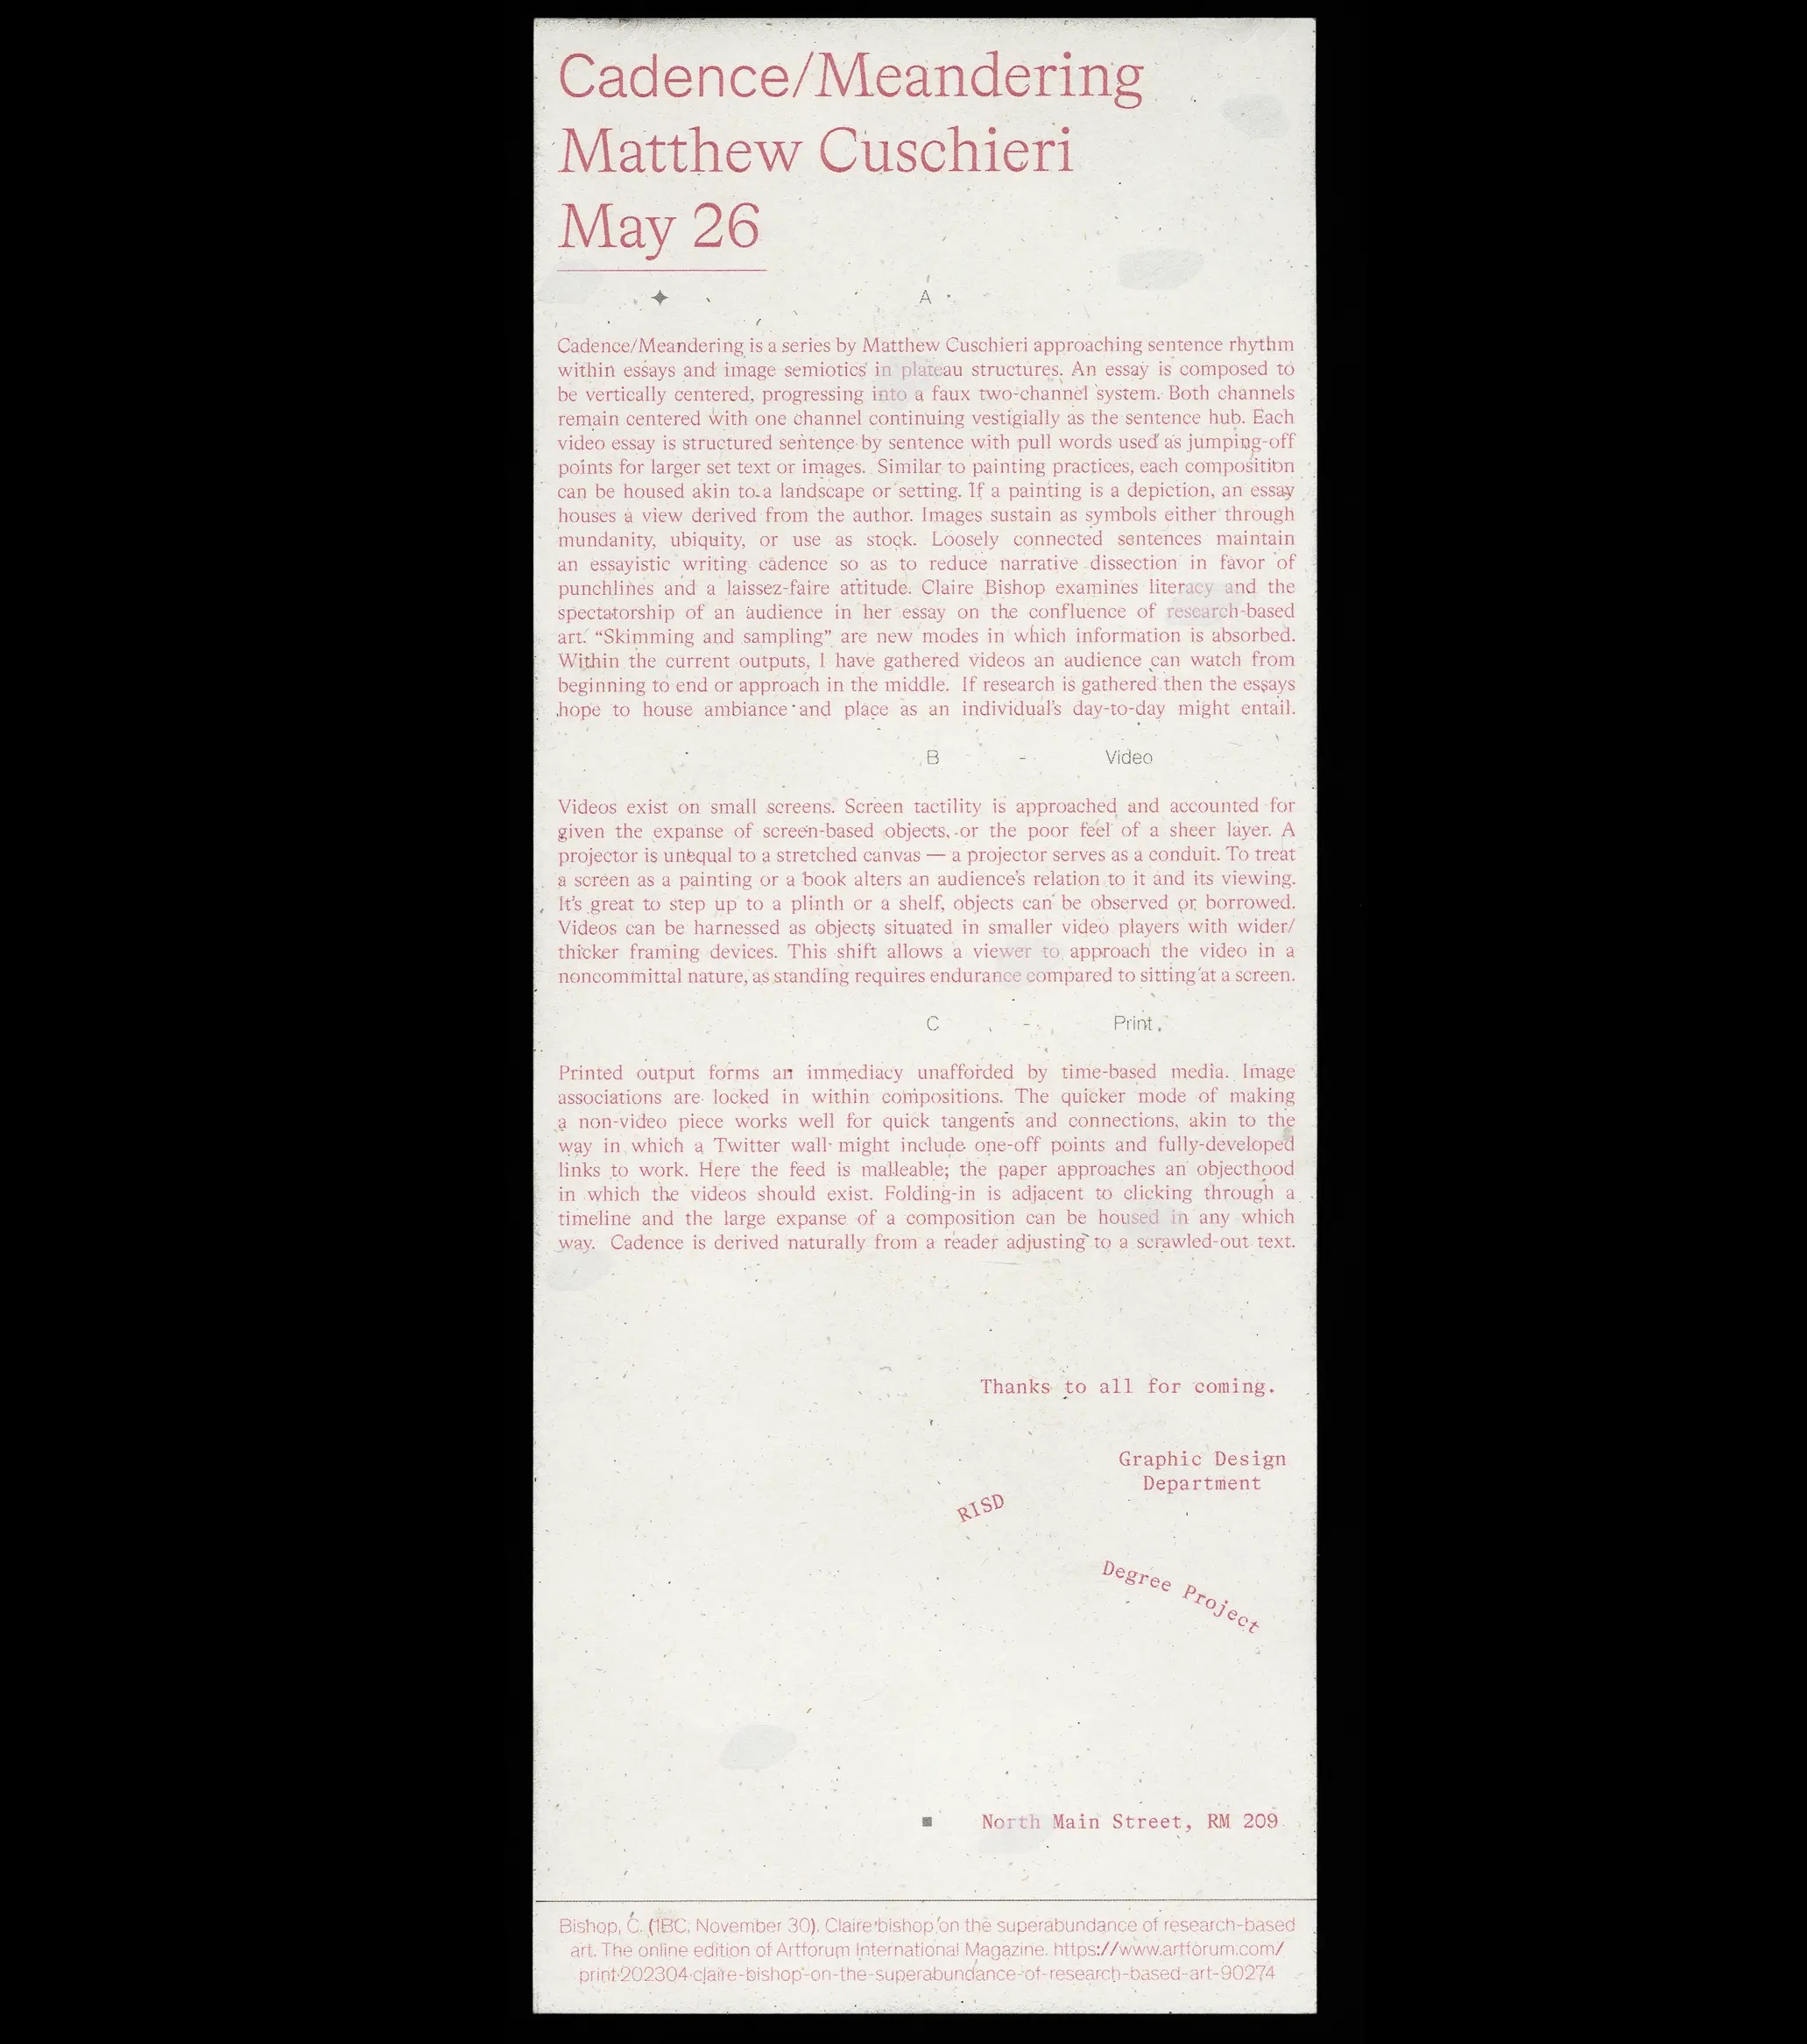 Cadence/Meandering
Matthew Cuschieri
May 26
A
Cadence/Meandering is a series by Matthew Cuschieri approaching sentence rhythm
within essays and image semiotics in plateau structures. An essay is composed to
be vertically centered, progressing into a faux two-channel system. Both channels
remain centered with one channel continuing vestigially as the sentence hub. Each
video essay is structured sentence by sentence with pull words used as jumping-off
points for larger set text or images. Similar to painting practices, each composition
can be housed akin to a landscape or setting. If a painting is a depiction, an essay
houses a view derived from the author. Images sustain as symbols either through
mundanity, ubiquity, or use as stock. Loosely connected sentences maintain
an essayistic writing cadence so as to reduce narrative dissection in favor of
punchlines and a laissez-faire attitude. Claire Bishop examines literacy and the
spectatorship of an audience in her essay on the confluence of research-based
art. “Skimming and sampling” are new modes in which information is absorbed.
Within the current outputs, I have gathered videos an audience can watch from
beginning to end or approach in the middle. If research is gathered then the essays
hope to house ambiance and place as an individual’s day-to-day might entail.
B - Video
Videos exist on small screens. Screen tactility is approached and accounted for
given the expanse of screen-based objects, or the poor feel of a sheer layer. A
projector is unequal to a stretched canvas — a projector serves as a conduit. To treat
a screen as a painting or a book alters an audience’s relation to it and its viewing.
It’s great to step up to a plinth or a shelf, objects can be observed or borrowed.
Videos can be harnessed as objects situated in smaller video players with wider/
thicker framing devices. This shift allows a viewer to approach the video in a
noncommittal nature, as standing requires endurance compared to sitting at a screen.
C - Print
Printed output forms an immediacy unafforded by time-based media. Image
associations are locked in within compositions. The quicker mode of making
a non-video piece works well for quick tangents and connections, akin to the
way in which a Twitter wall might include one-off points and fully-developed
links to work. Here the feed is malleable; the paper approaches an objecthood
in which the videos should exist. Folding-in is adjacent to clicking through a
timeline and the large expanse of a composition can be housed in any which
way. Cadence is derived naturally from a reader adjusting to a scrawled-out text.
Thanks to all for coming.
Graphic Design
Department
RISD
Degree Project
North Main Street, RM 209
Bishop, C. (1BC, November 30). Claire bishop on the superabundance of research-based
art. The online edition of Artforum International Magazine. https://www.artforum.com/
print-202304-claire-bishop-on-the-superabundance-of-research-based-art-90274